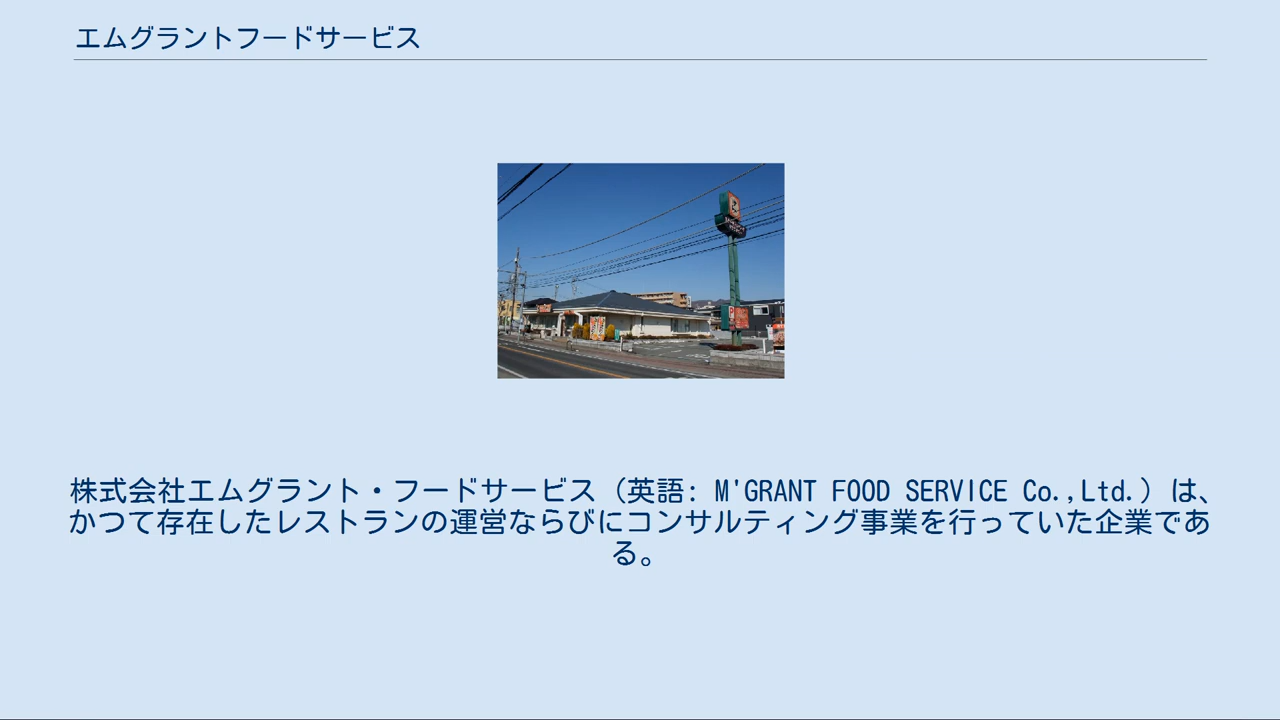 エムグラントフードサービス
株式会社エムグラント・フードサービス（英語: M'GRANT FOOD SERVICE Co.,Ltd.）は、
かつて存在したレストランの運営ならびにコンサルティング事業を行っていた企業であ
る。